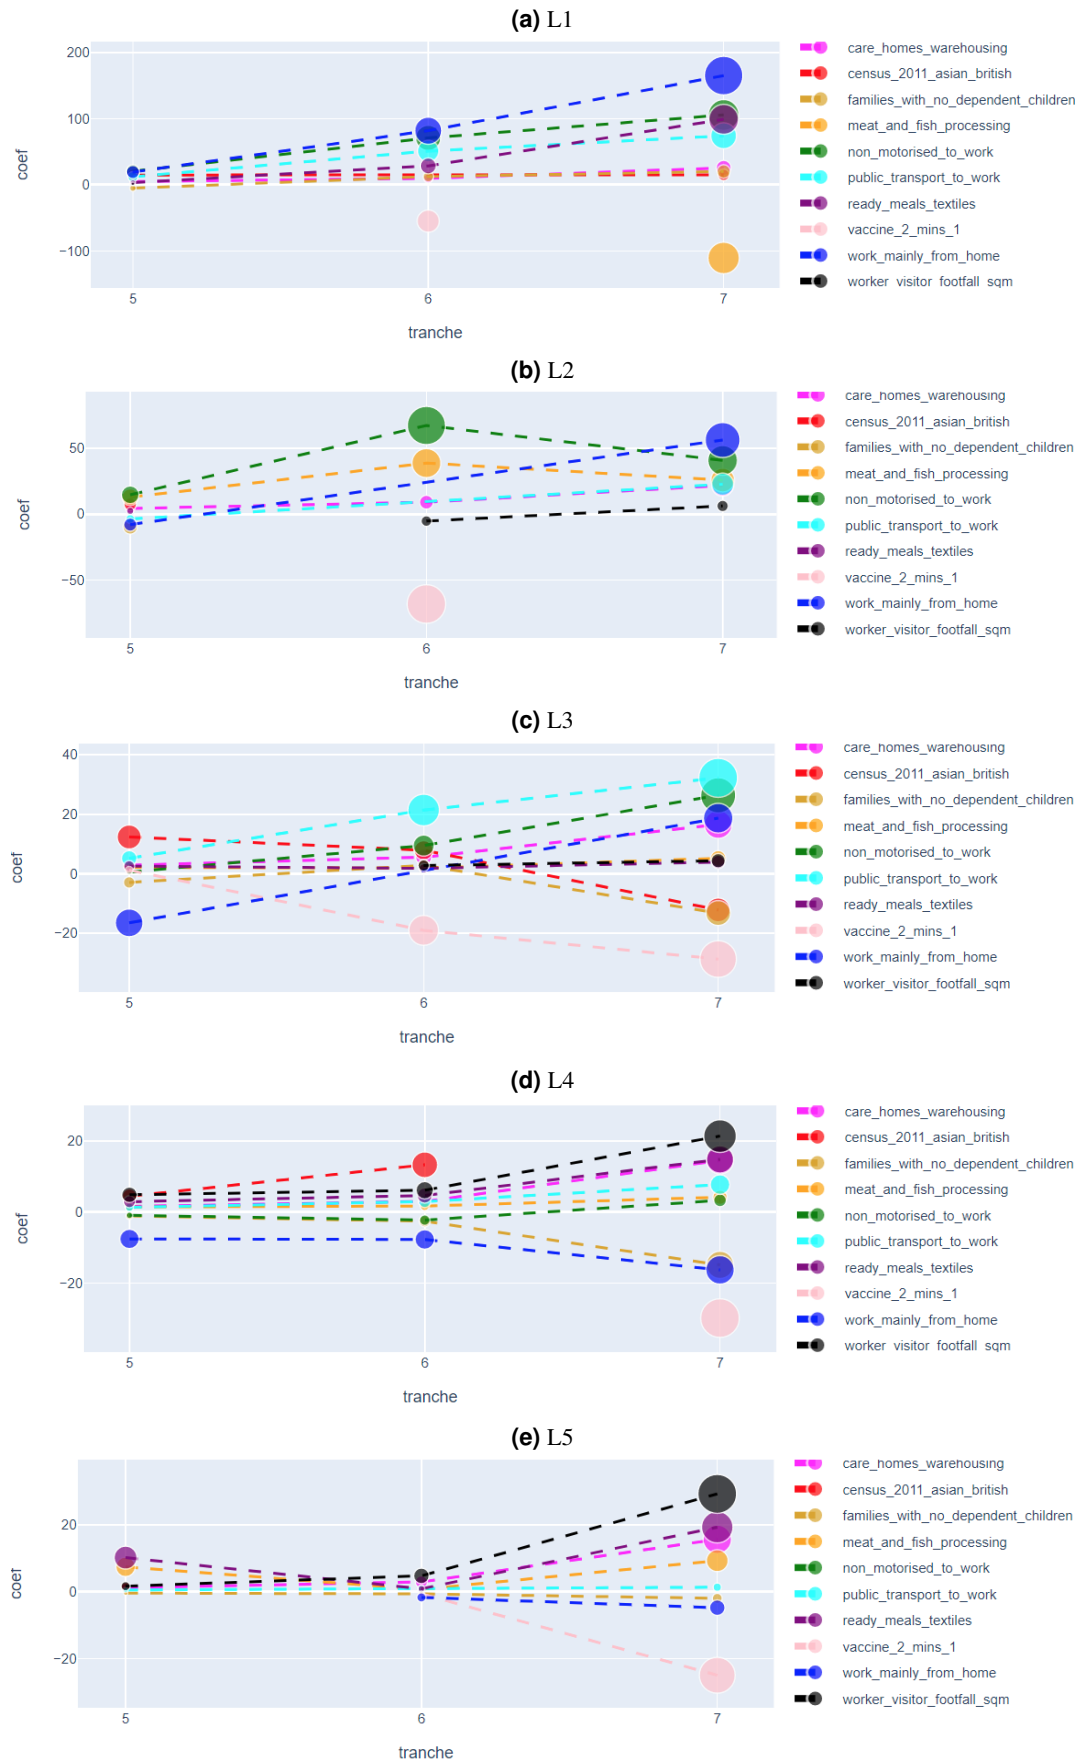 (a) L1
200
100
0
−100
coef
5
6
7
tranche
care_homes_warehousing
census_2011_asian_british
families_with_no_dependent_children
meat_and_fish_processing
non_motorised_to_work
public_transport_to_work
ready_meals_textiles
vaccine_2_mins_1
work_mainly_from_home
worker_visitor_footfall_sqm
(b) L2
50
0
−50
coef
5
6
7
tranche
care_homes_warehousing
census_2011_asian_british
families_with_no_dependent_children
meat_and_fish_processing
non_motorised_to_work
public_transport_to_work
ready_meals_textiles
vaccine_2_mins_1
work_mainly_from_home
worker_visitor_footfall_sqm
(c) L3
40
20
0
−20
coef
5
6
7
tranche
care_homes_warehousing
census_2011_asian_british
families_with_no_dependent_children
meat_and_fish_processing
non_motorised_to_work
public_transport_to_work
ready_meals_textiles
vaccine_2_mins_1
work_mainly_from_home
worker_visitor_footfall_sqm
(d) L4
20
0
−20
coef
5
6
7
tranche
care_homes_warehousing
census_2011_asian_british
families_with_no_dependent_children
meat_and_fish_processing
non_motorised_to_work
public_transport_to_work
ready_meals_textiles
vaccine_2_mins_1
work_mainly_from_home
worker_visitor_footfall_sqm
(e) L5
20
0
−20
coef
5
6
7
tranche
care_homes_warehousing
census_2011_asian_british
families_with_no_dependent_children
meat_and_fish_processing
non_motorised_to_work
public_transport_to_work
ready_meals_textiles
vaccine_2_mins_1
work_mainly_from_home
worker_visitor_footfall_sqm